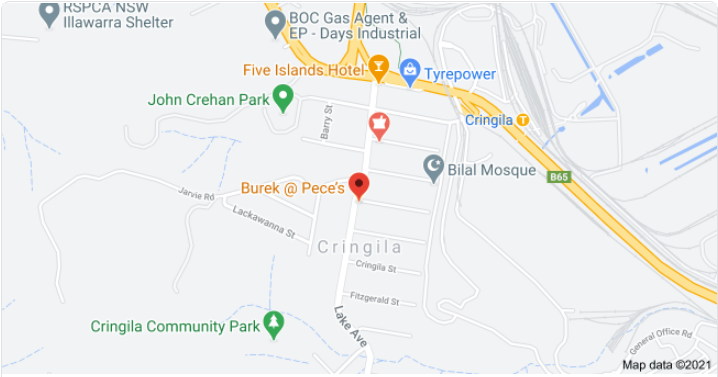 RSPCA NSW
Illawarra Shelter
BOC Gas Agent &
EP - Days Industrial
Five Islands Hotel
Tyrepower
John Crehan Park
Barry St
Cringila
T
Bilal Mosque
B65
Burek @ Pece's
Jarvie Rd
Lackawanna St
Cringila
Cringila St
Fitzgerald St
Lake Ave
Cringila Community Park
General Office Rd
Map data ©2021